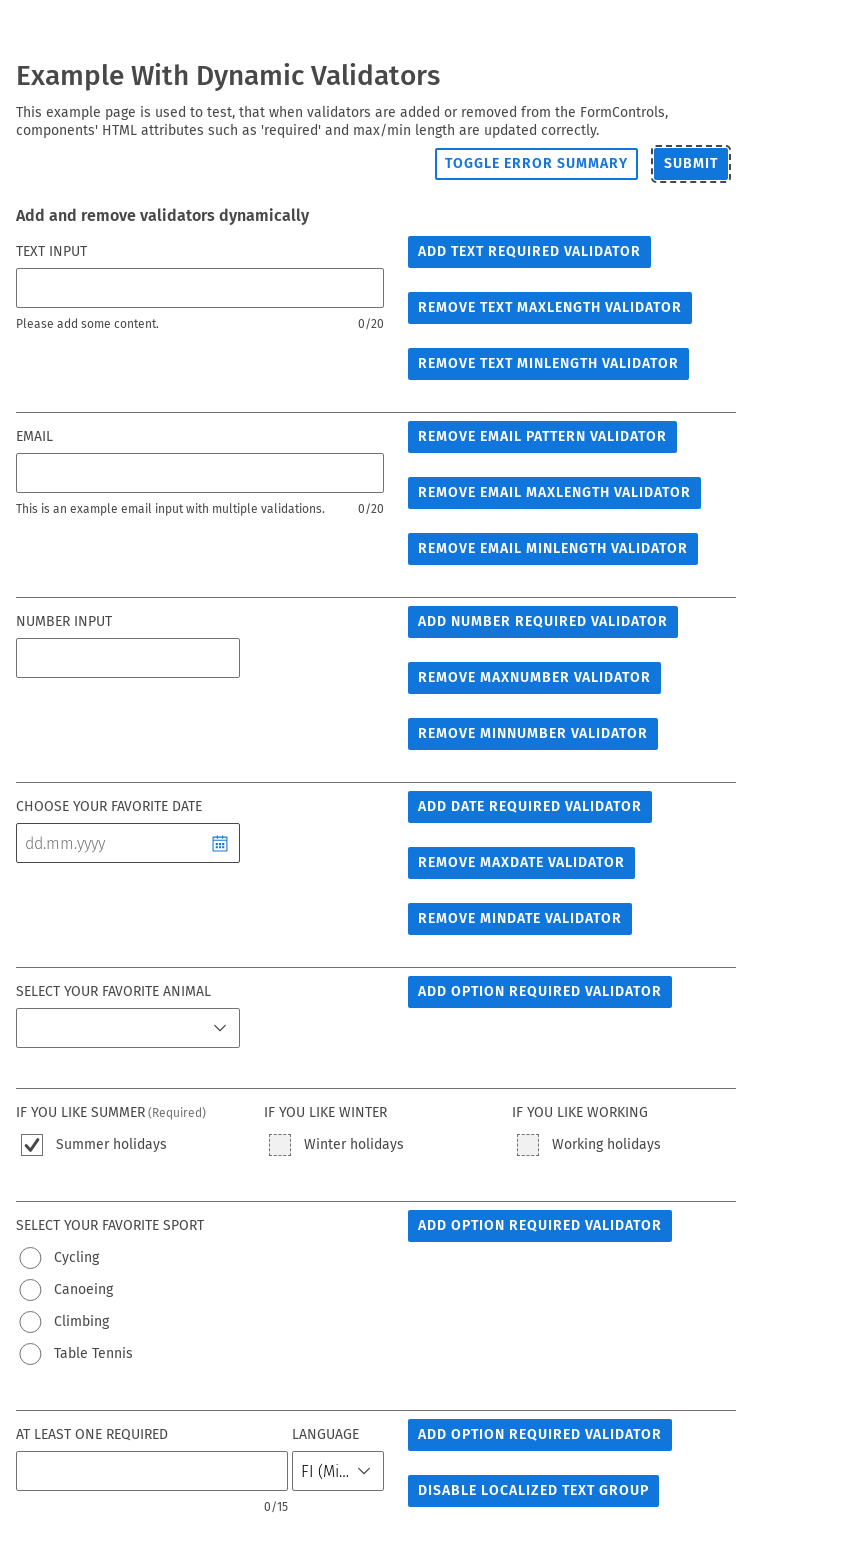 Example With Dynamic Validators
This example page is used to test, that when validators are added or removed from the FormControls,
components' HTML attributes such as 'required' and max/min length are updated correctly.
TOGGLE ERROR SUMMARY
SUBMIT
Add and remove validators dynamically
TEXT INPUT
ADD TEXT REQUIRED VALIDATOR
REMOVE TEXT MAXLENGTH VALIDATOR
Please add some content. 0/20
REMOVE TEXT MINLENGTH VALIDATOR
EMAIL
REMOVE EMAIL PATTERN VALIDATOR
REMOVE EMAIL MAXLENGTH VALIDATOR
This is an example email input with multiple validations. 0/20
REMOVE EMAIL MINLENGTH VALIDATOR
NUMBER INPUT
ADD NUMBER REQUIRED VALIDATOR
REMOVE MAXNUMBER VALIDATOR
REMOVE MINNUMBER VALIDATOR
CHOOSE YOUR FAVORITE DATE
ADD DATE REQUIRED VALIDATOR
dd.mm.yyyy
REMOVE MAXDATE VALIDATOR
REMOVE MINDATE VALIDATOR
SELECT YOUR FAVORITE ANIMAL
ADD OPTION REQUIRED VALIDATOR
IF YOU LIKE SUMMER (Required) IF YOU LIKE WINTER IF YOU LIKE WORKING
Summer holidays Winter holidays Working holidays
SELECT YOUR FAVORITE SPORT
ADD OPTION REQUIRED VALIDATOR
Cycling
Canoeing
Climbing
Table Tennis
AT LEAST ONE REQUIRED LANGUAGE
ADD OPTION REQUIRED VALIDATOR
FI (Mi...
DISABLE LOCALIZED TEXT GROUP
0/15